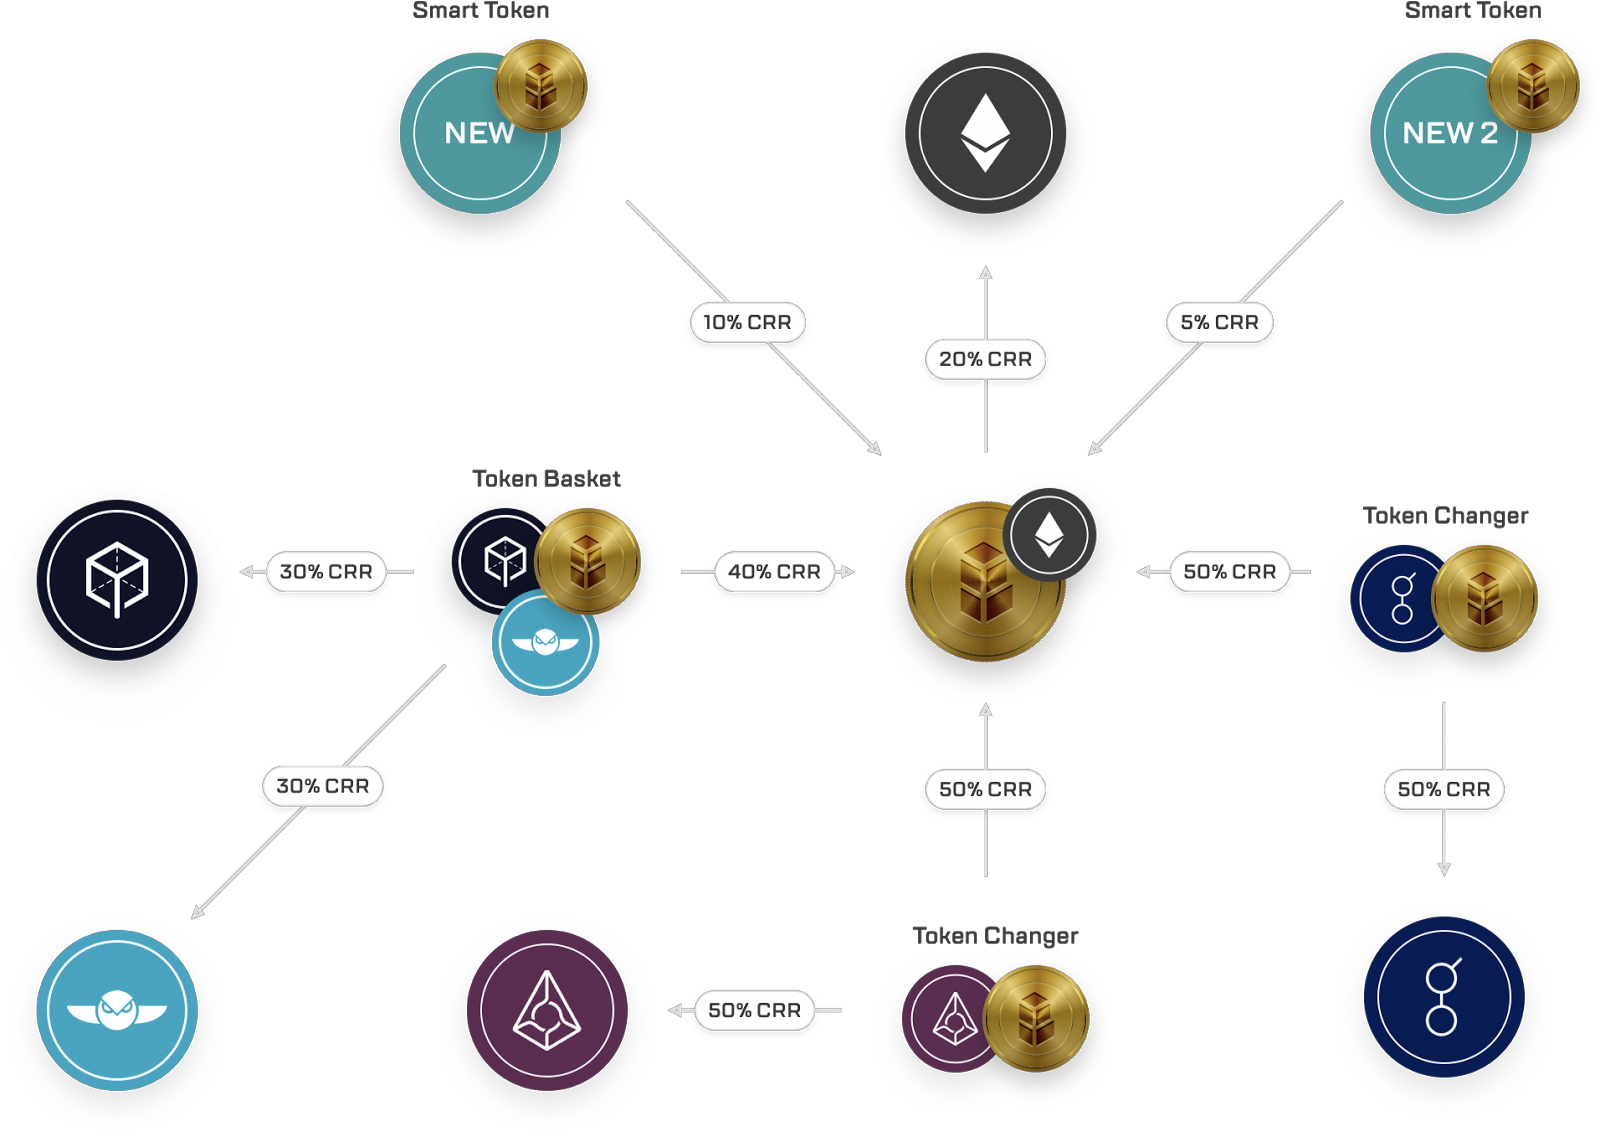 Smart Token
Smart Token
NEW
NEW 2
10% CRR
5% CRR
20% CRR
Token Basket
Token Changer
30% CRR
40% CRR
50% CRR
30% CRR
50% CRR
50% CRR
Token Changer
50% CRR